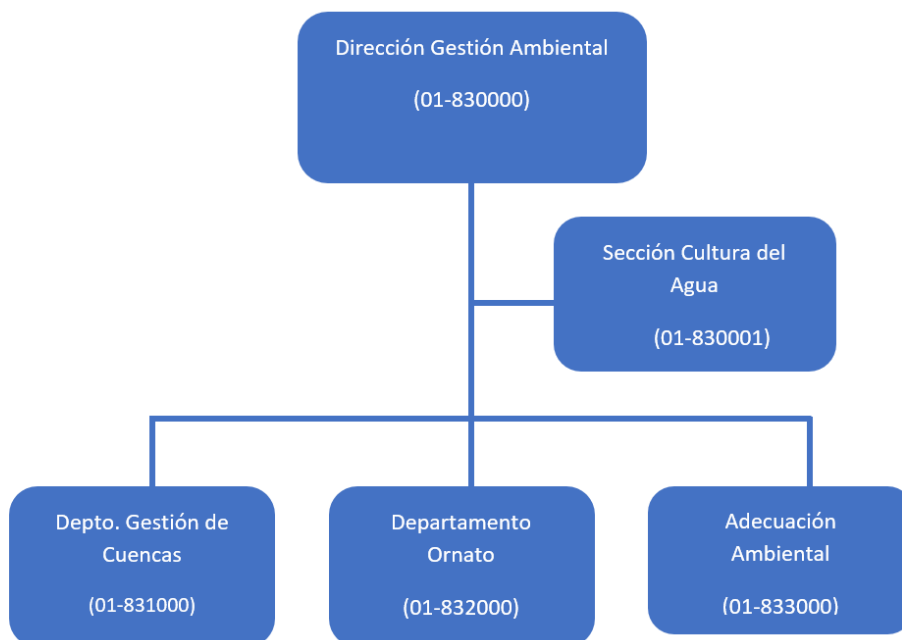 Dirección Gestión Ambiental
(01-830000)
Sección Cultura del
Agua
(01-830001)
Depto. Gestión de
Cuencas
(01-831000)
Departamento
Ornato
(01-832000)
Adecuación
Ambiental
(01-833000)